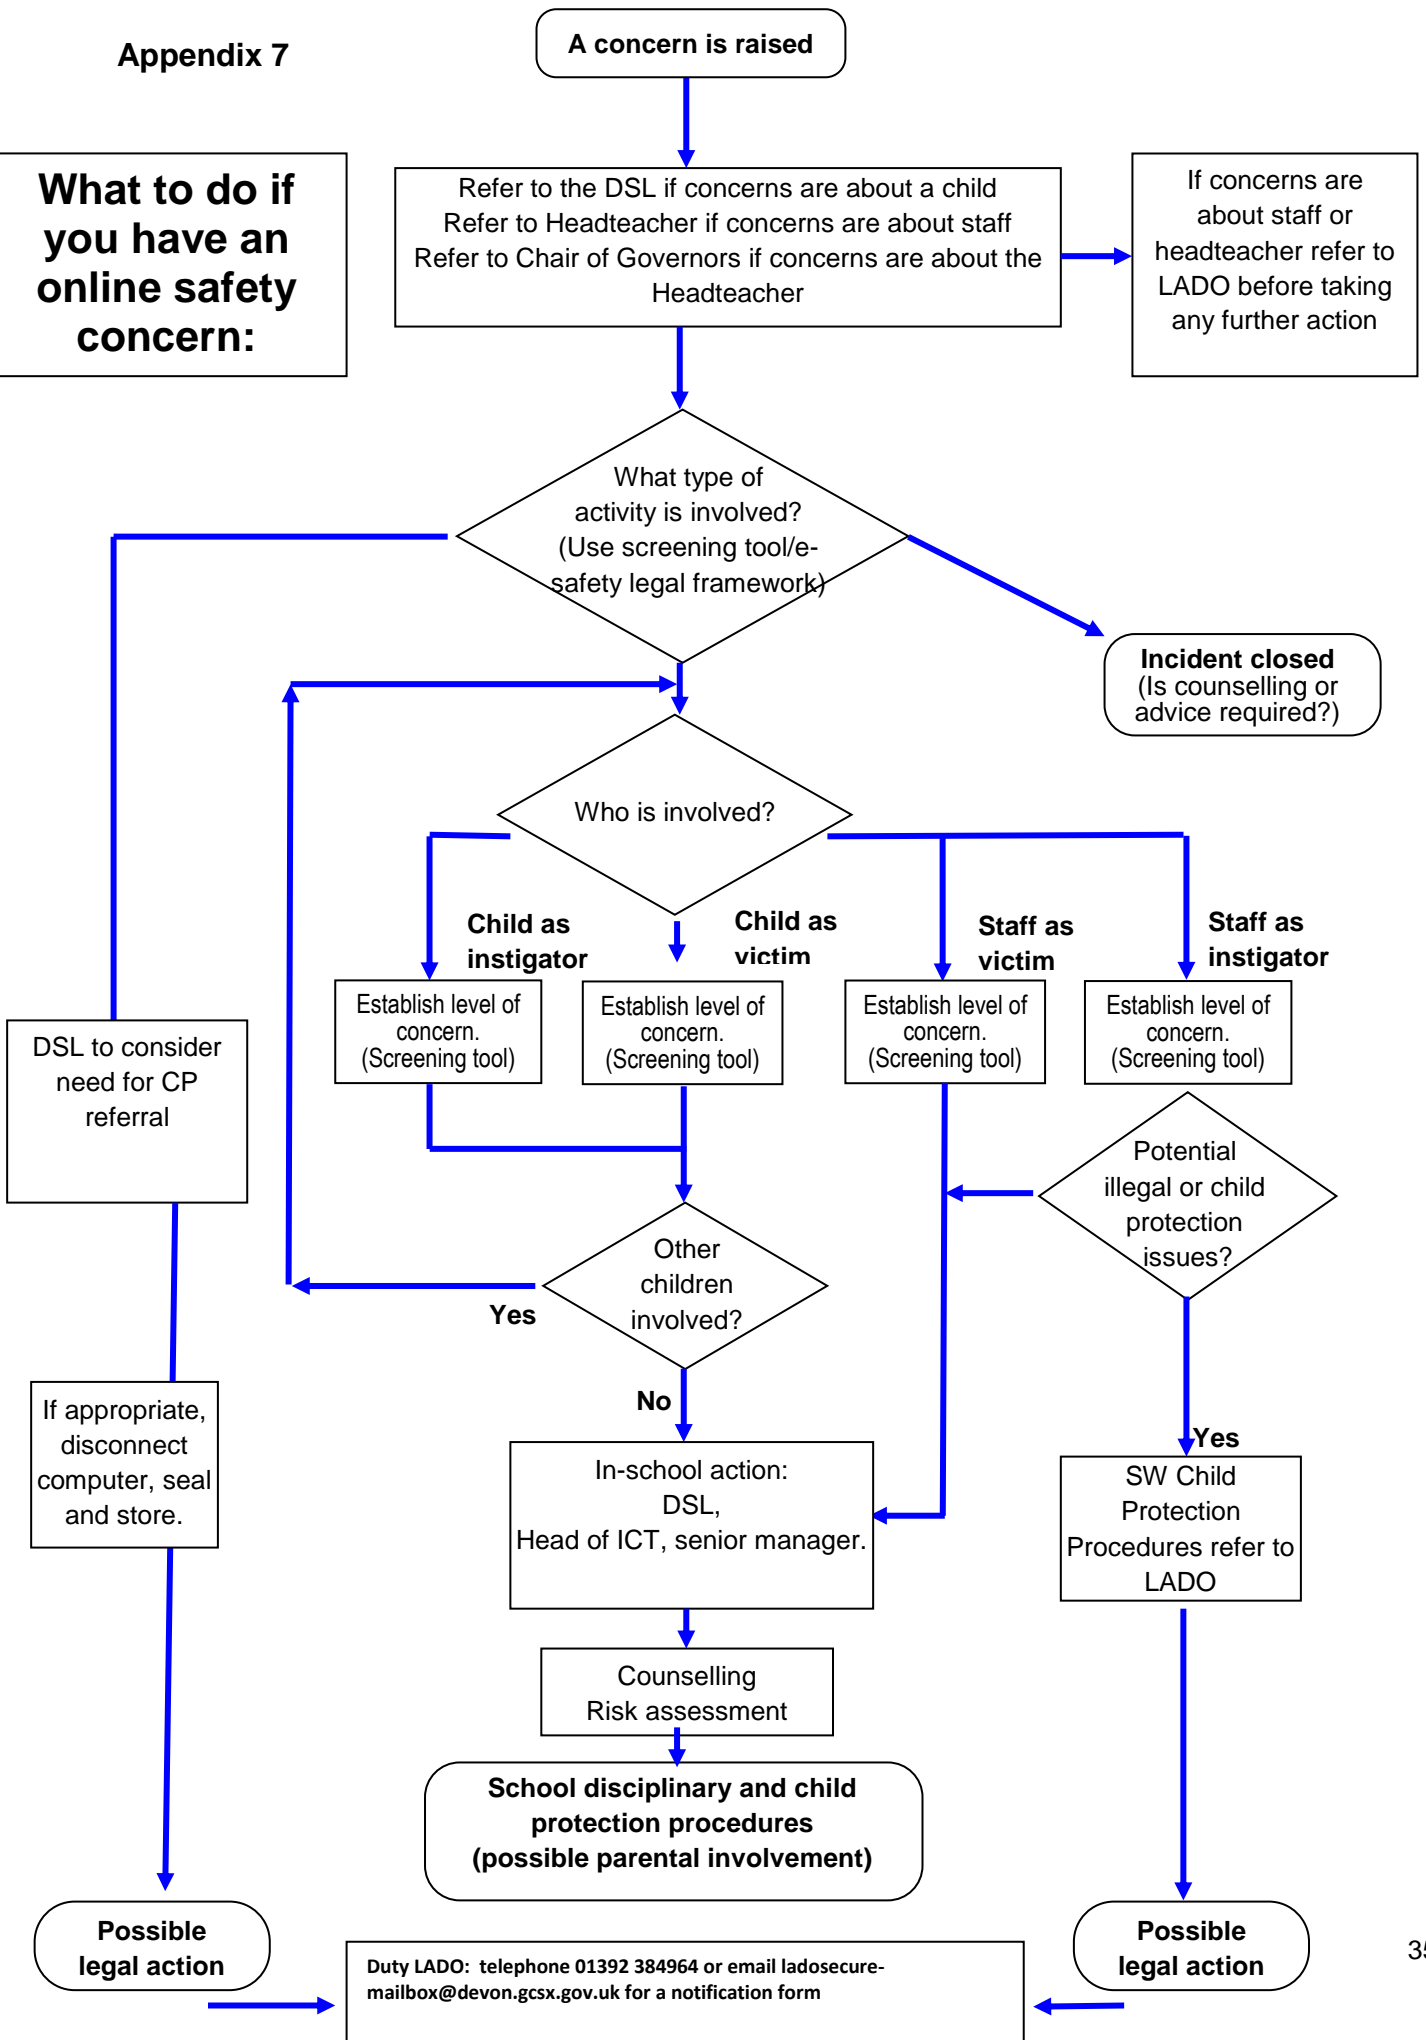 Appendix 7
A concern is raised
What to do if
you have an
online safety
concern:
Refer to the DSL if concerns are about a child
Refer to Headteacher if concerns are about staff
Refer to Chair of Governors if concerns are about the
Headteacher
If concerns are
about staff or
headteacher refer to
LADO before taking
any further action
What type of
activity is involved?
(Use screening tool/e-
safety legal framework)
Incident closed
(Is counselling or
advice required?)
Who is involved?
Child as
instigator
Child as
victim
Staff as
victim
Staff as
instigator
Establish level of
concern.
(Screening tool)
Establish level of
concern.
(Screening tool)
Establish level of
concern.
(Screening tool)
Establish level of
concern.
(Screening tool)
DSL to consider
need for CP
referral
Potential
illegal or child
protection
issues?
Other
children
involved?
Yes
No
If appropriate,
disconnect
computer, seal
and store.
Yes
In-school action:
DSL,
Head of ICT, senior manager.
SW Child
Protection
Procedures refer to
LADO
Counselling
Risk assessment
School disciplinary and child
protection procedures
(possible parental involvement)
Possible
legal action
Possible
legal action
35
Duty LADO: telephone 01392 384964 or email ladosecure-
mailbox@devon.gcsx.gov.uk for a notification form